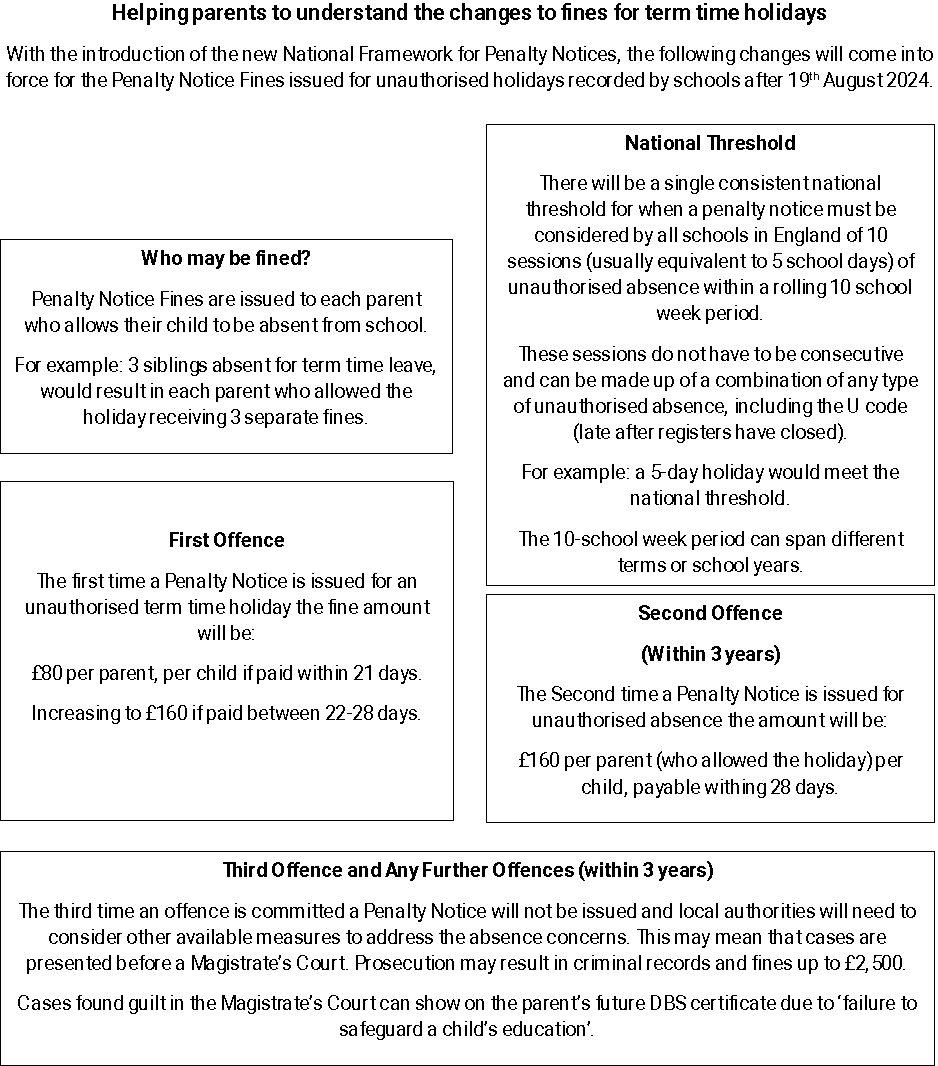 Helping parents to understand the changes to fines for term time holidays
With the introduction of the new National Framework for Penalty Notices, the following changes will come into
force for the Penalty Notice Fines issued for unauthorised holidays recorded by schools after 19th August 2024.
Who may be fined?
Penalty Notice Fines are issued to each parent
who allows their child to be absent from school.
For example: 3 siblings absent for term time leave,
would result in each parent who allowed the
holiday receiving 3 separate fines.
National Threshold
There will be a single consistent national
threshold for when a penalty notice must be
considered by all schools in England of 10
sessions (usually equivalent to 5 school days) of
unauthorised absence within a rolling 10 school
week period.
These sessions do not have to be consecutive
and can be made up of a combination of any type
of unauthorised absence, including the U code
(late after registers have closed).
For example: a 5-day holiday would meet the
national threshold.
The 10-school week period can span different
terms or school years.
First Offence
The first time a Penalty Notice is issued for an
unauthorised term time holiday the fine amount
will be:
£80 per parent, per child if paid within 21 days.
Increasing to £160 if paid between 22-28 days.
Second Offence
(Within 3 years)
The Second time a Penalty Notice is issued for
unauthorised absence the amount will be:
£160 per parent (who allowed the holiday) per
child, payable withing 28 days.
Third Offence and Any Further Offences (within 3 years)
The third time an offence is committed a Penalty Notice will not be issued and local authorities will need to
consider other available measures to address the absence concerns. This may mean that cases are
presented before a Magistrate's Court. Prosecution may result in criminal records and fines up to £2,500.
Cases found guilt in the Magistrate's Court can show on the parent's future DBS certificate due to 'failure to
safeguard a child's education'.